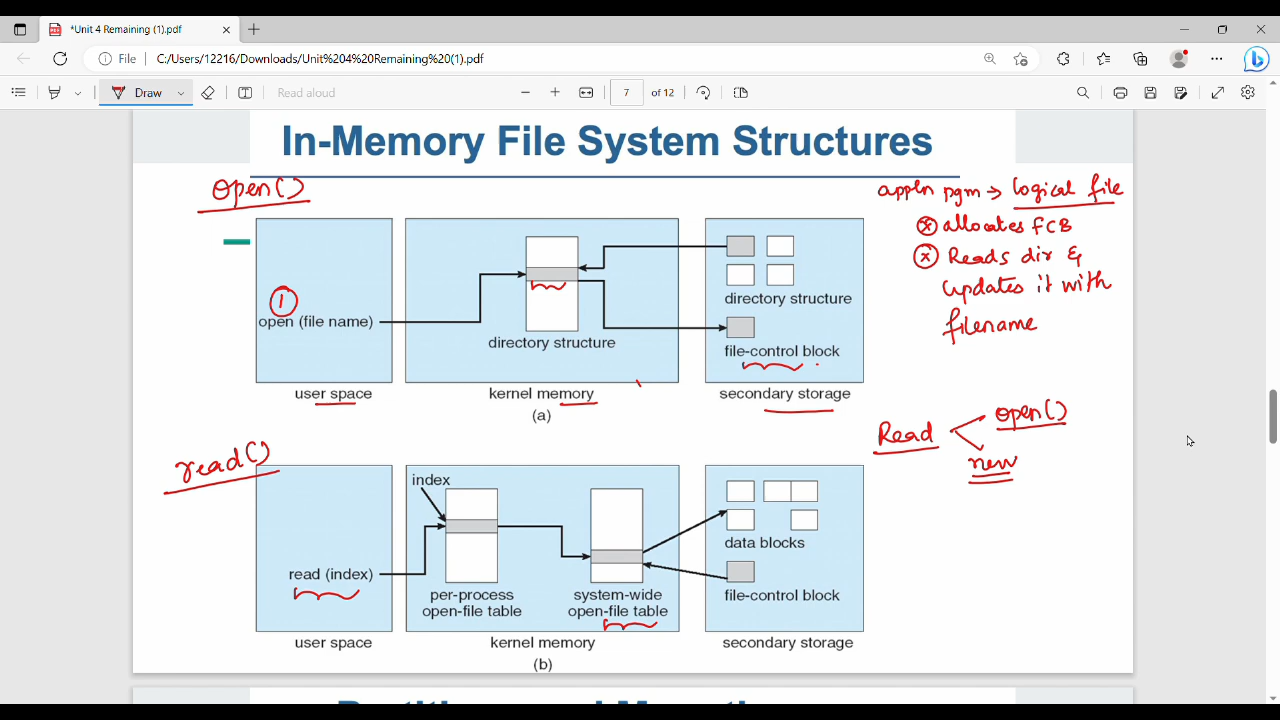 *Unit 4 Remaining (1).pdf
File
C:/Users/12216/Downloads/Unit%204%20Remaining%20(1).pdf
Draw
Read aloud
7 of 12
In-Memory File System Structures
open()
appln pgm → logical file
ⓧ allocates FCB
ⓧ Reads dir &
updates it with
filename
1
open (file name)
directory structure
directory structure
file-control block
user space
kernel memory
secondary storage
(a)
Read
open()
new
read()
index
read (index)
per-process
open-file table
system-wide
open-file table
data blocks
file-control block
user space
kernel memory
secondary storage
(b)